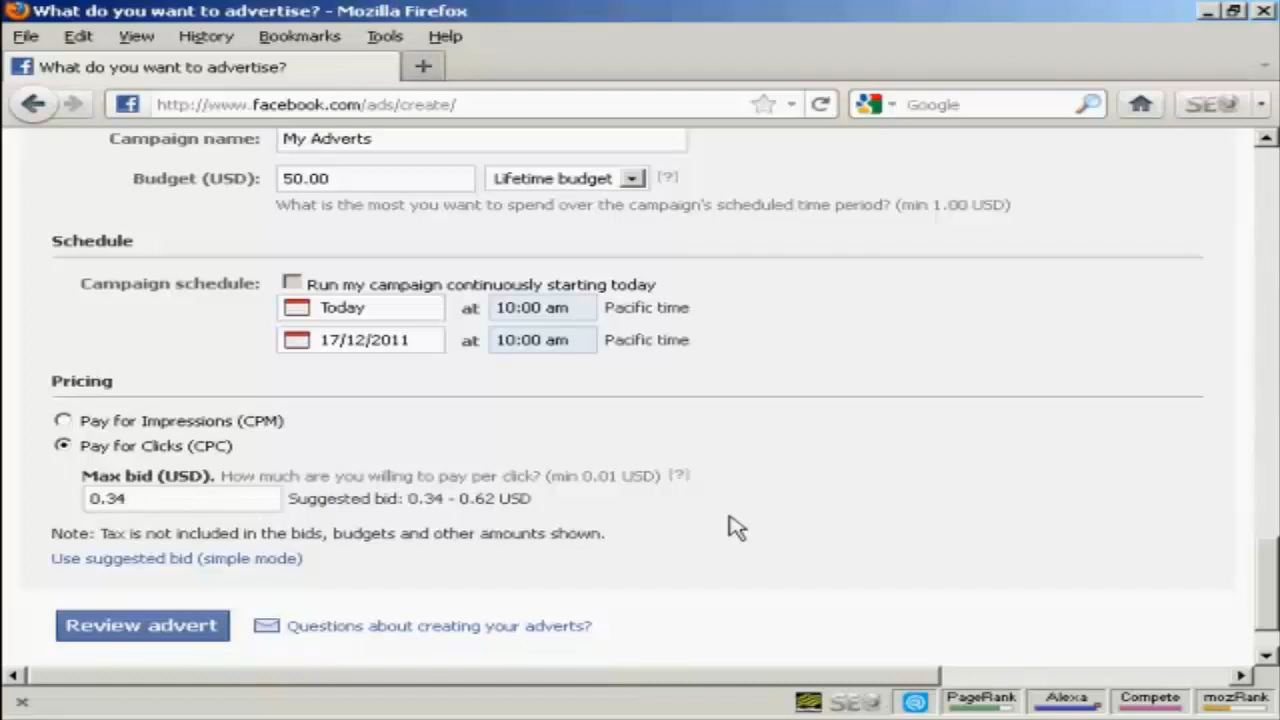 What do you want to advertise? - Mozilla Firefox
File Edit View History Bookmarks Tools Help
What do you want to advertise?
http://www.facebook.com/ads/create/
Google
SEO
Campaign name: My Adverts
Budget (USD): 50.00 Lifetime budget [?]
What is the most you want to spend over the campaign's scheduled time period? (min 1.00 USD)
Schedule
Campaign schedule: Run my campaign continuously starting today
Today at 10:00 am Pacific time
17/12/2011 at 10:00 am Pacific time
Pricing
Pay for Impressions (CPM)
Pay for Clicks (CPC)
Max bid (USD). How much are you willing to pay per click? (min 0.01 USD) [?]
0.34 Suggested bid: 0.34 - 0.62 USD
Note: Tax is not included in the bids, budgets and other amounts shown.
Use suggested bid (simple mode)
Review advert Questions about creating your adverts?
SEO PageRank Alexa Compete mozRank